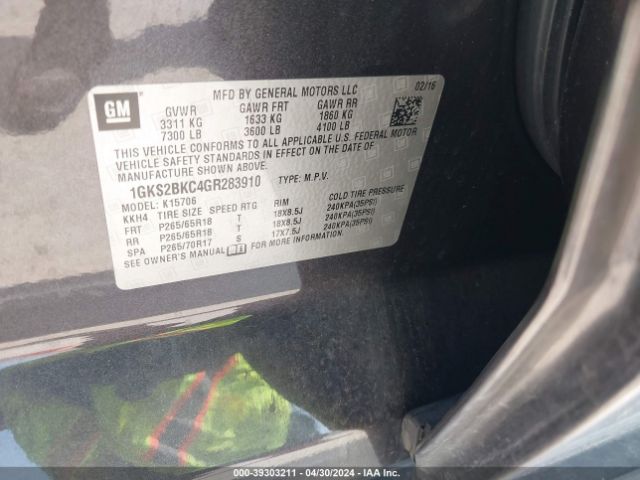 GM
MFD BY GENERAL MOTORS LLC 02/16
GVWR GAWR FRT GAWR RR
3311 KG 1633 KG 1860 KG
7300 LB 3600 LB 4100 LB
THIS VEHICLE CONFORMS TO ALL APPLICABLE U.S. FEDERAL MOTOR
VEHICLE SAFETY STANDARDS IN EFFECT ON THE DATE OF
MANUFACTURE SHOWN ABOVE.
1GKS2BKC4GR283910 TYPE: M.P.V.
MODEL: K15706
KKH4 TIRE SIZE SPEED RTG RIM COLD TIRE PRESSURE
FRT P265/65R18 T 18X8.5J 240KPA(35PSI)
RR P265/65R18 T 18X8.5J 240KPA(35PSI)
SPA P265/70R17 S 17X7.5J 240KPA(35PSI)
SEE OWNER'S MANUAL FOR MORE INFORMATION.
000-39303211 - 04/30/2024 - IAA Inc.